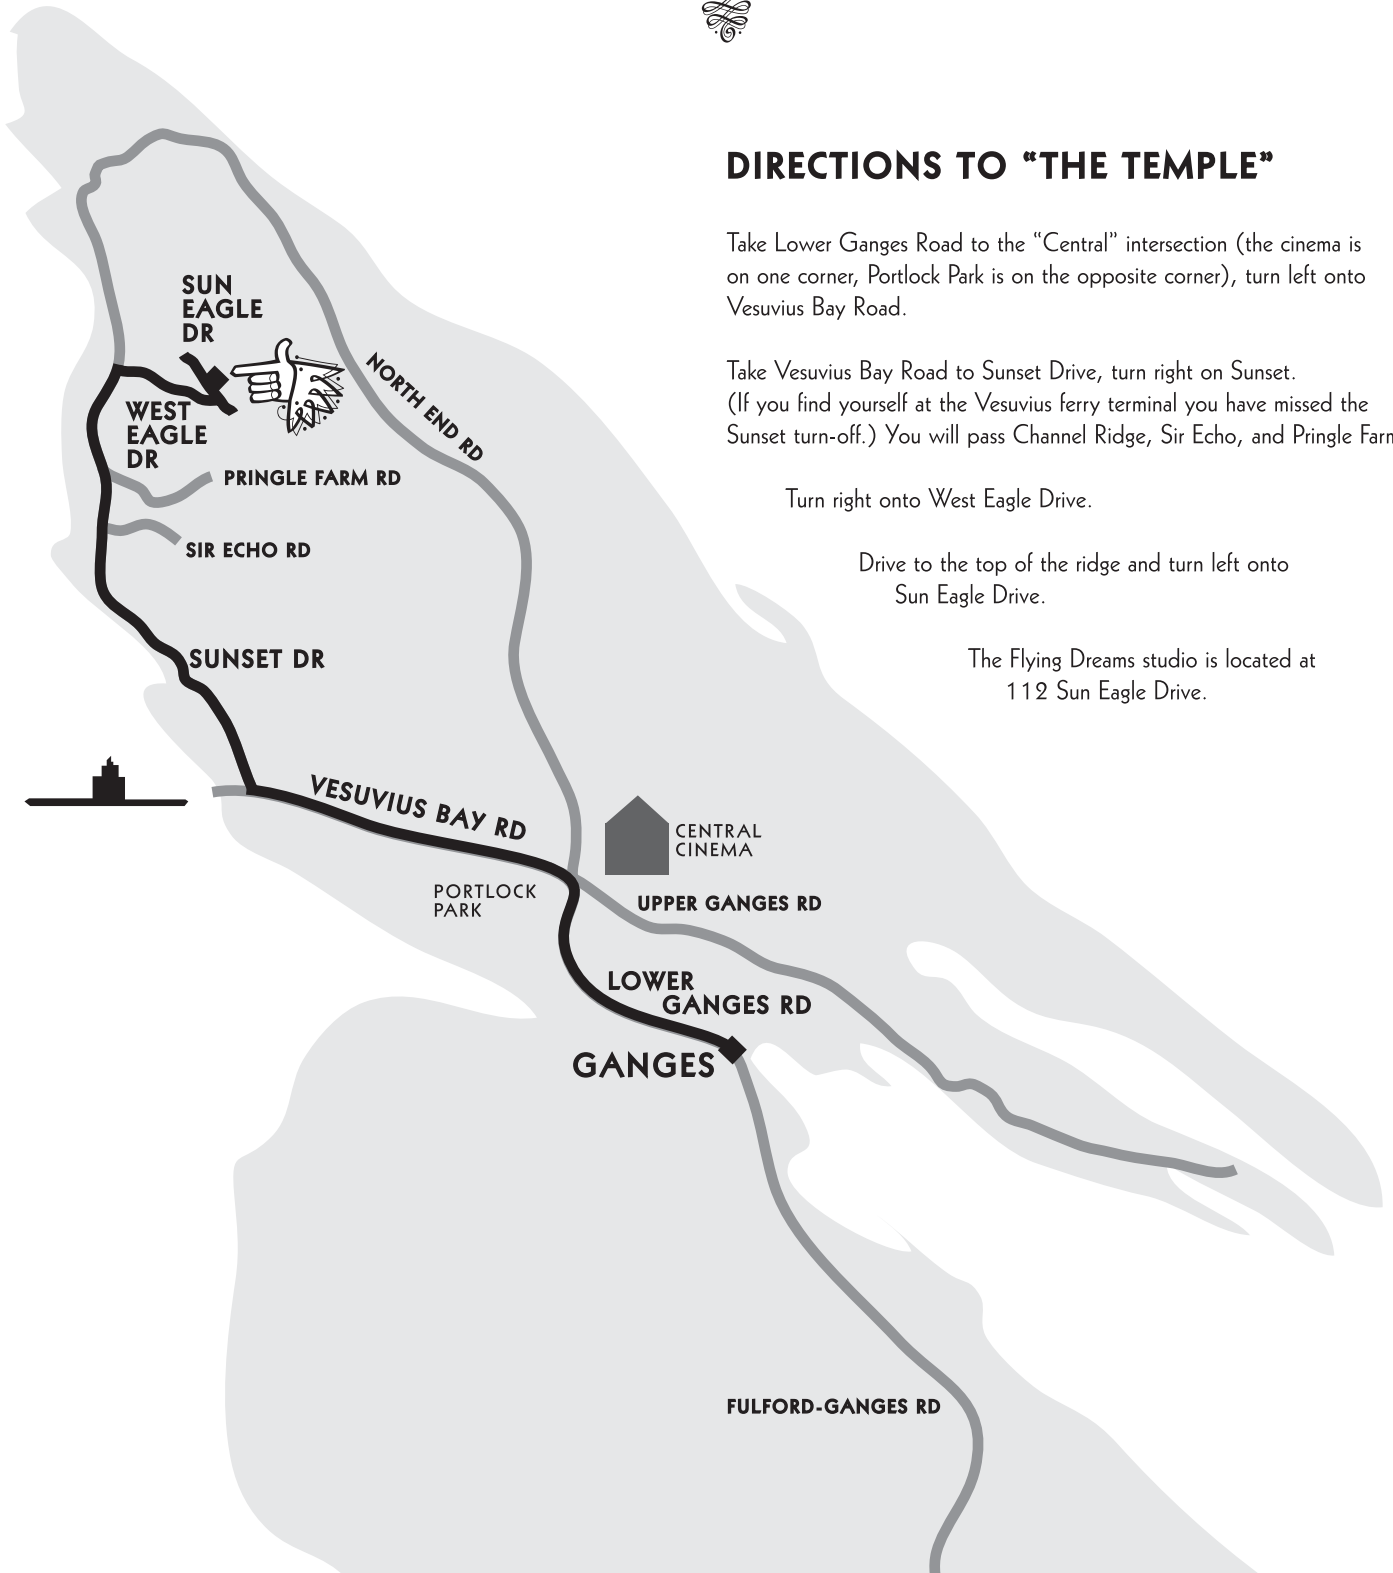 DIRECTIONS TO “THE TEMPLE”
Take Lower Ganges Road to the “Central” intersection (the cinema is
on one corner, Portlock Park is on the opposite corner), turn left onto
Vesuvius Bay Road.
Take Vesuvius Bay Road to Sunset Drive, turn right on Sunset.
(If you find yourself at the Vesuvius ferry terminal you have missed the
Sunset turn-off.) You will pass Channel Ridge, Sir Echo, and Pringle
Turn right onto West Eagle Drive.
Drive to the top of the ridge and turn left onto
Sun Eagle Drive.
The Flying Dreams studio is located at
112 Sun Eagle Drive.
SUN
EAGLE
DR
NORTH END RD
WEST
EAGLE
DR
PRINGLE FARM RD
SIR ECHO RD
SUNSET DR
VESUVIUS BAY RD
CENTRAL
CINEMA
PORTLOCK
PARK
UPPER GANGES RD
LOWER
GANGES RD
GANGES
FULFORD-GANGES RD